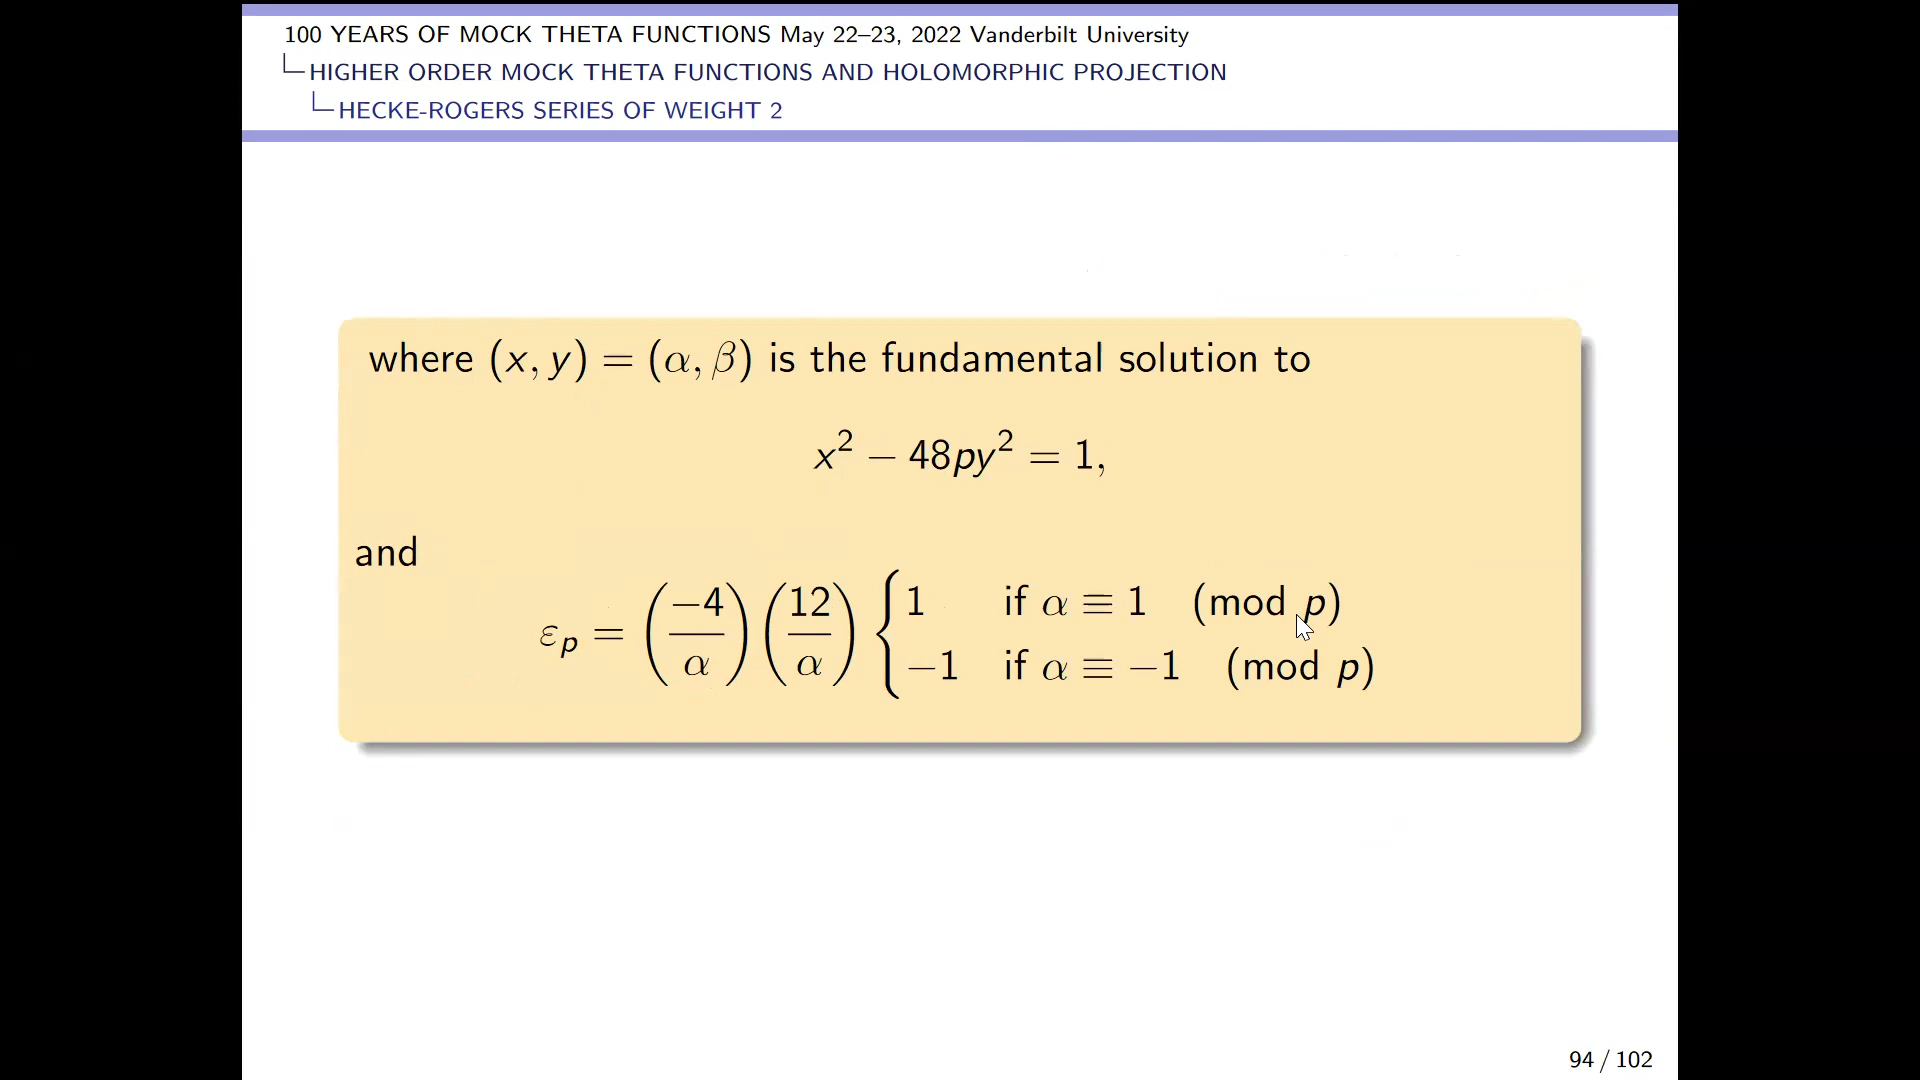 100 YEARS OF MOCK THETA FUNCTIONS May 22–23, 2022 Vanderbilt University
HIGHER ORDER MOCK THETA FUNCTIONS AND HOLOMORPHIC PROJECTION
HECKE-ROGERS SERIES OF WEIGHT 2
where (x, y) = (α, β) is the fundamental solution to
x² − 48py² = 1,
and
εₚ = (−4/α) (12/α) { 1 if α ≡ 1 (mod p)
−1 if α ≡ −1 (mod p)
94 / 102